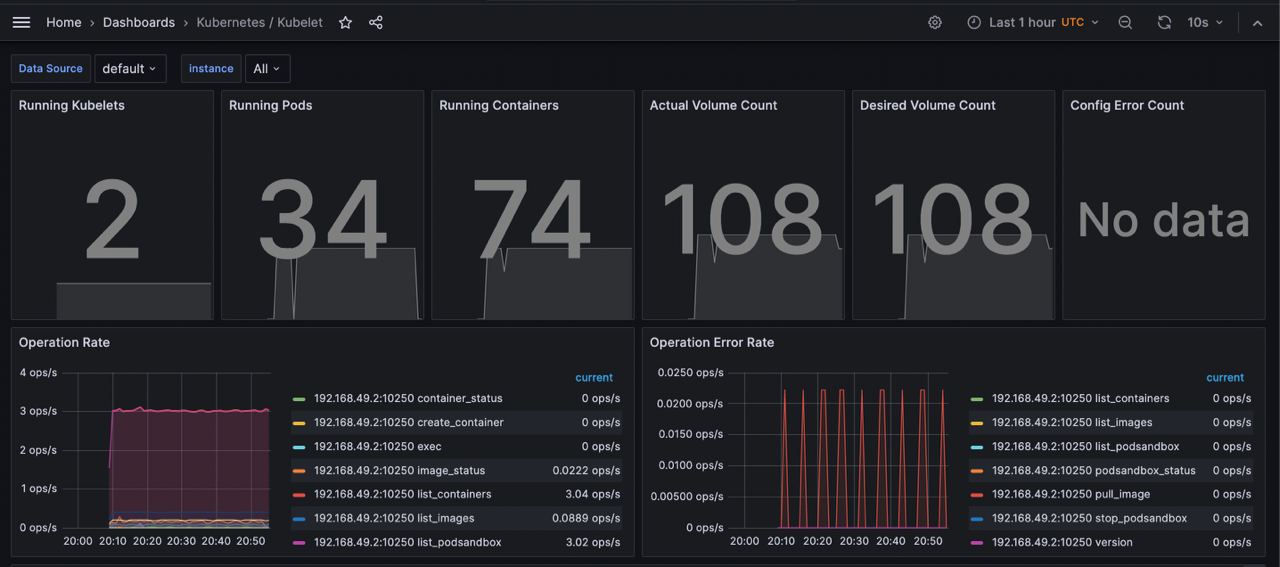 Home › Dashboards › Kubernetes / Kubelet
Last 1 hour UTC
10s
Data Source default instance All
Running Kubelets
2
Running Pods
34
Running Containers
74
Actual Volume Count
108
Desired Volume Count
108
Config Error Count
No data
Operation Rate
4 ops/s
3 ops/s
2 ops/s
1 ops/s
0 ops/s
20:00 20:10 20:20 20:30 20:40 20:50
current
192.168.49.2:10250 container_status 0 ops/s
192.168.49.2:10250 create_container 0 ops/s
192.168.49.2:10250 exec 0 ops/s
192.168.49.2:10250 image_status 0.0222 ops/s
192.168.49.2:10250 list_containers 3.04 ops/s
192.168.49.2:10250 list_images 0.0889 ops/s
192.168.49.2:10250 list_podsandbox 3.02 ops/s
Operation Error Rate
0.0250 ops/s
0.0200 ops/s
0.0150 ops/s
0.0100 ops/s
0.00500 ops/s
0 ops/s
20:00 20:10 20:20 20:30 20:40 20:50
current
192.168.49.2:10250 list_containers 0 ops/s
192.168.49.2:10250 list_images 0 ops/s
192.168.49.2:10250 list_podsandbox 0 ops/s
192.168.49.2:10250 podsandbox_status 0 ops/s
192.168.49.2:10250 pull_image 0 ops/s
192.168.49.2:10250 stop_podsandbox 0 ops/s
192.168.49.2:10250 version 0 ops/s